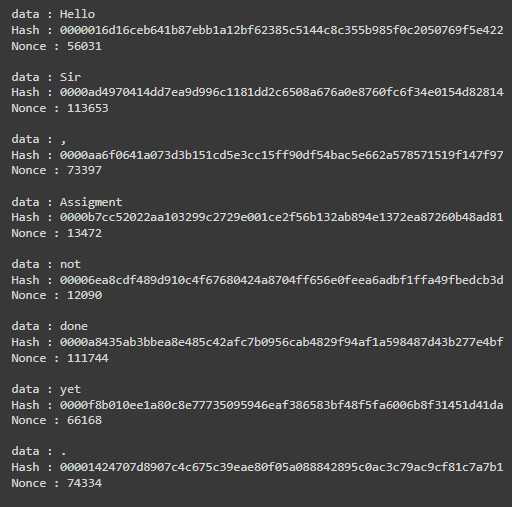 data : Hello
Hash : 0000016d16ceb641b87ebb1a12bf62385c5144c8c355b985f0c2050769f5e422
Nonce : 56031
data : Sir
Hash : 0000ad4970414dd7ea9d996c1181dd2c6508a676a0e8760fc6f34e0154d82814
Nonce : 113653
data : ,
Hash : 0000aa6f0641a073d3b151cd5e3cc15ff90df54bac5e662a578571519f147f97
Nonce : 73397
data : Assigment
Hash : 0000b7cc52022aa103299c2729e001ce2f56b132ab894e1372ea87260b48ad81
Nonce : 13472
data : not
Hash : 00006ea8cdf489d910c4f67680424a8704ff656e0feea6adbf1ffa49fbedcb3d
Nonce : 12090
data : done
Hash : 0000a8435ab3bbea8e485c42afc7b0956cab4829f94af1a598487d43b277e4bf
Nonce : 111744
data : yet
Hash : 0000f8b010ee1a80c8e77735095946eaf386583bf48f5fa6006b8f31451d41da
Nonce : 66168
data : .
Hash : 00001424707d8907c4c675c39eae80f05a088842895c0ac3c79ac9cf81c7a7b1
Nonce : 74334